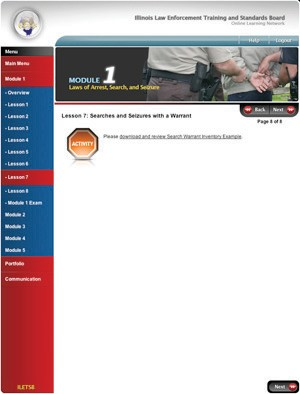 Illinois Law Enforcement Training and Standards Board
Online Learning Network
Help
Logout
Menu
Main Menu
Module 1
- Overview
- Lesson 1
- Lesson 2
- Lesson 3
- Lesson 4
- Lesson 5
- Lesson 6
- Lesson 7
- Lesson 8
- Module 1 Exam
Module 2
Module 3
Module 4
Module 5
Portfolio
Communication
ILETSB
MODULE 1
Laws of Arrest, Search, and Seizure
Back Next
Lesson 7: Searches and Seizures with a Warrant
Page 8 of 8
ACTIVITY
Please download and review Search Warrant Inventory Example.
Next